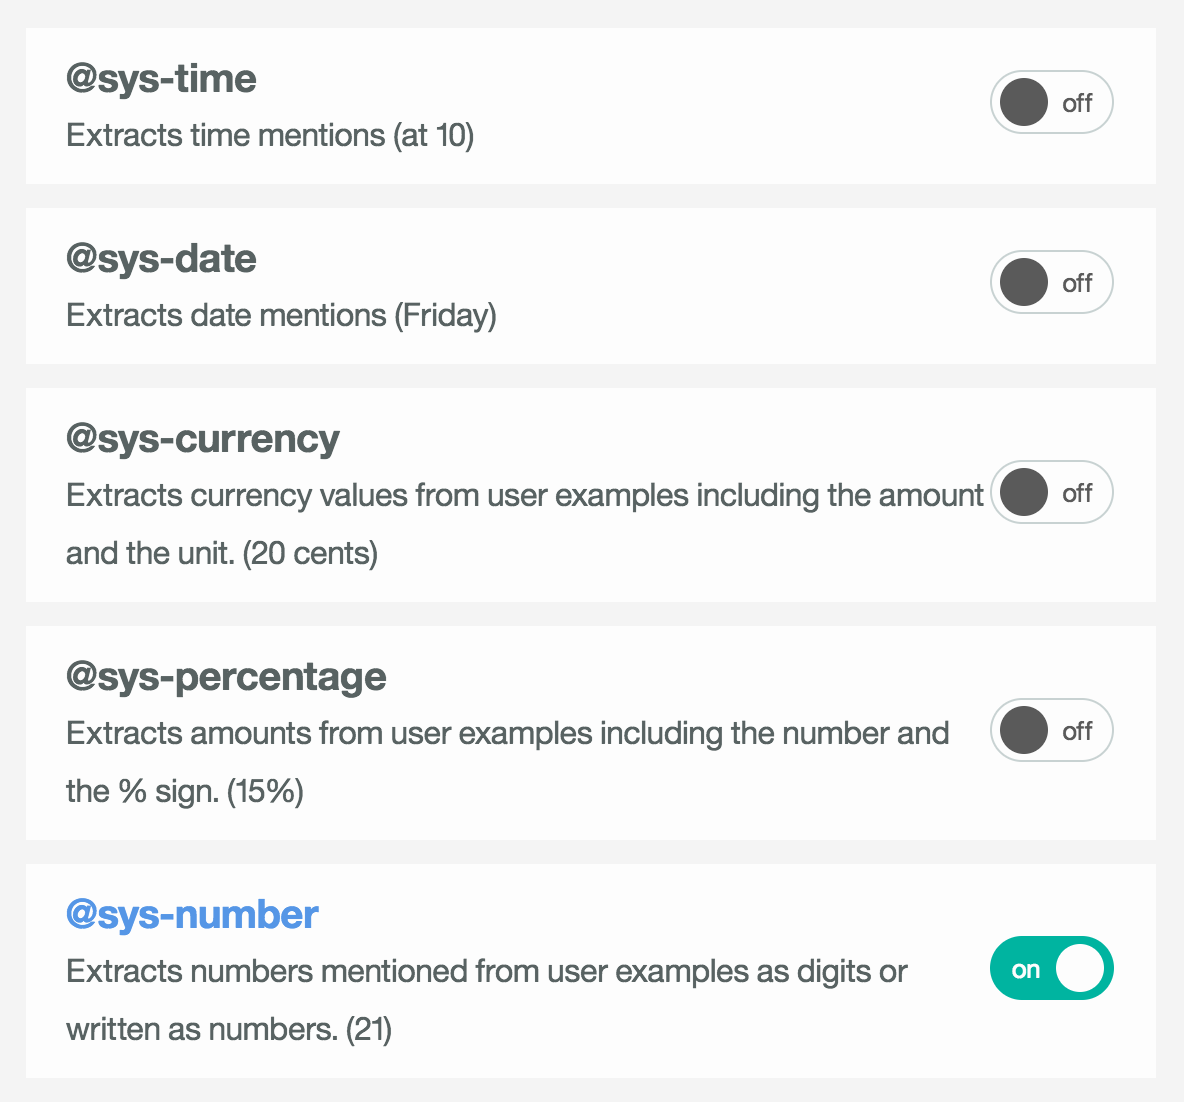 @sys-time
Extracts time mentions (at 10)
off
@sys-date
Extracts date mentions (Friday)
off
@sys-currency
Extracts currency values from user examples including the amount
and the unit. (20 cents)
off
@sys-percentage
Extracts amounts from user examples including the number and
the % sign. (15%)
off
@sys-number
Extracts numbers mentioned from user examples as digits or
written as numbers. (21)
on